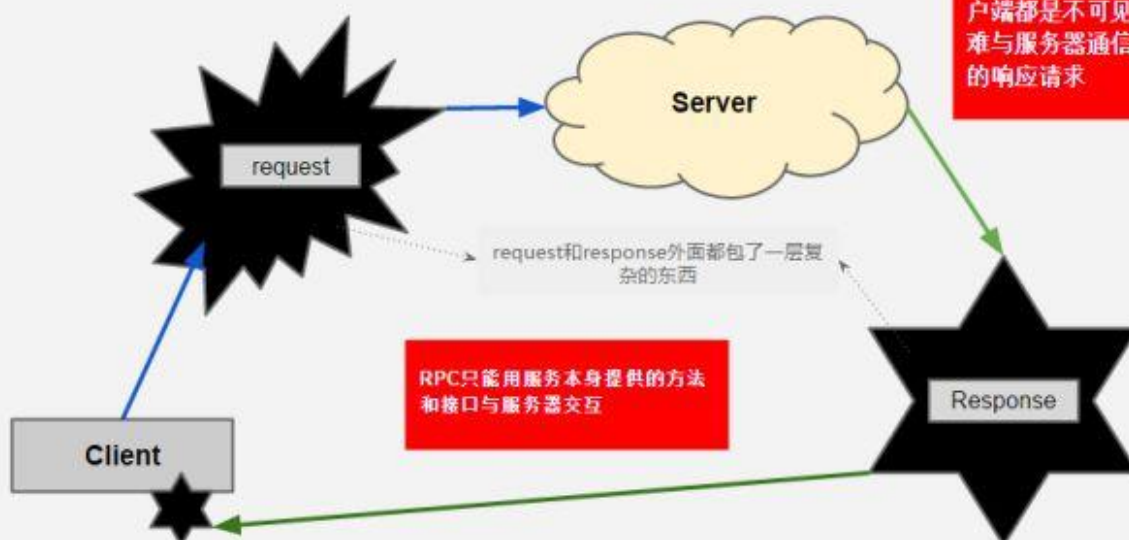 户端都是不可见
难与服务器通信
的响应请求
Server
request
request和response外面都包了一层复
杂的东西
RPC只能用服务本身提供的方法
和接口与服务器交互
Response
Client